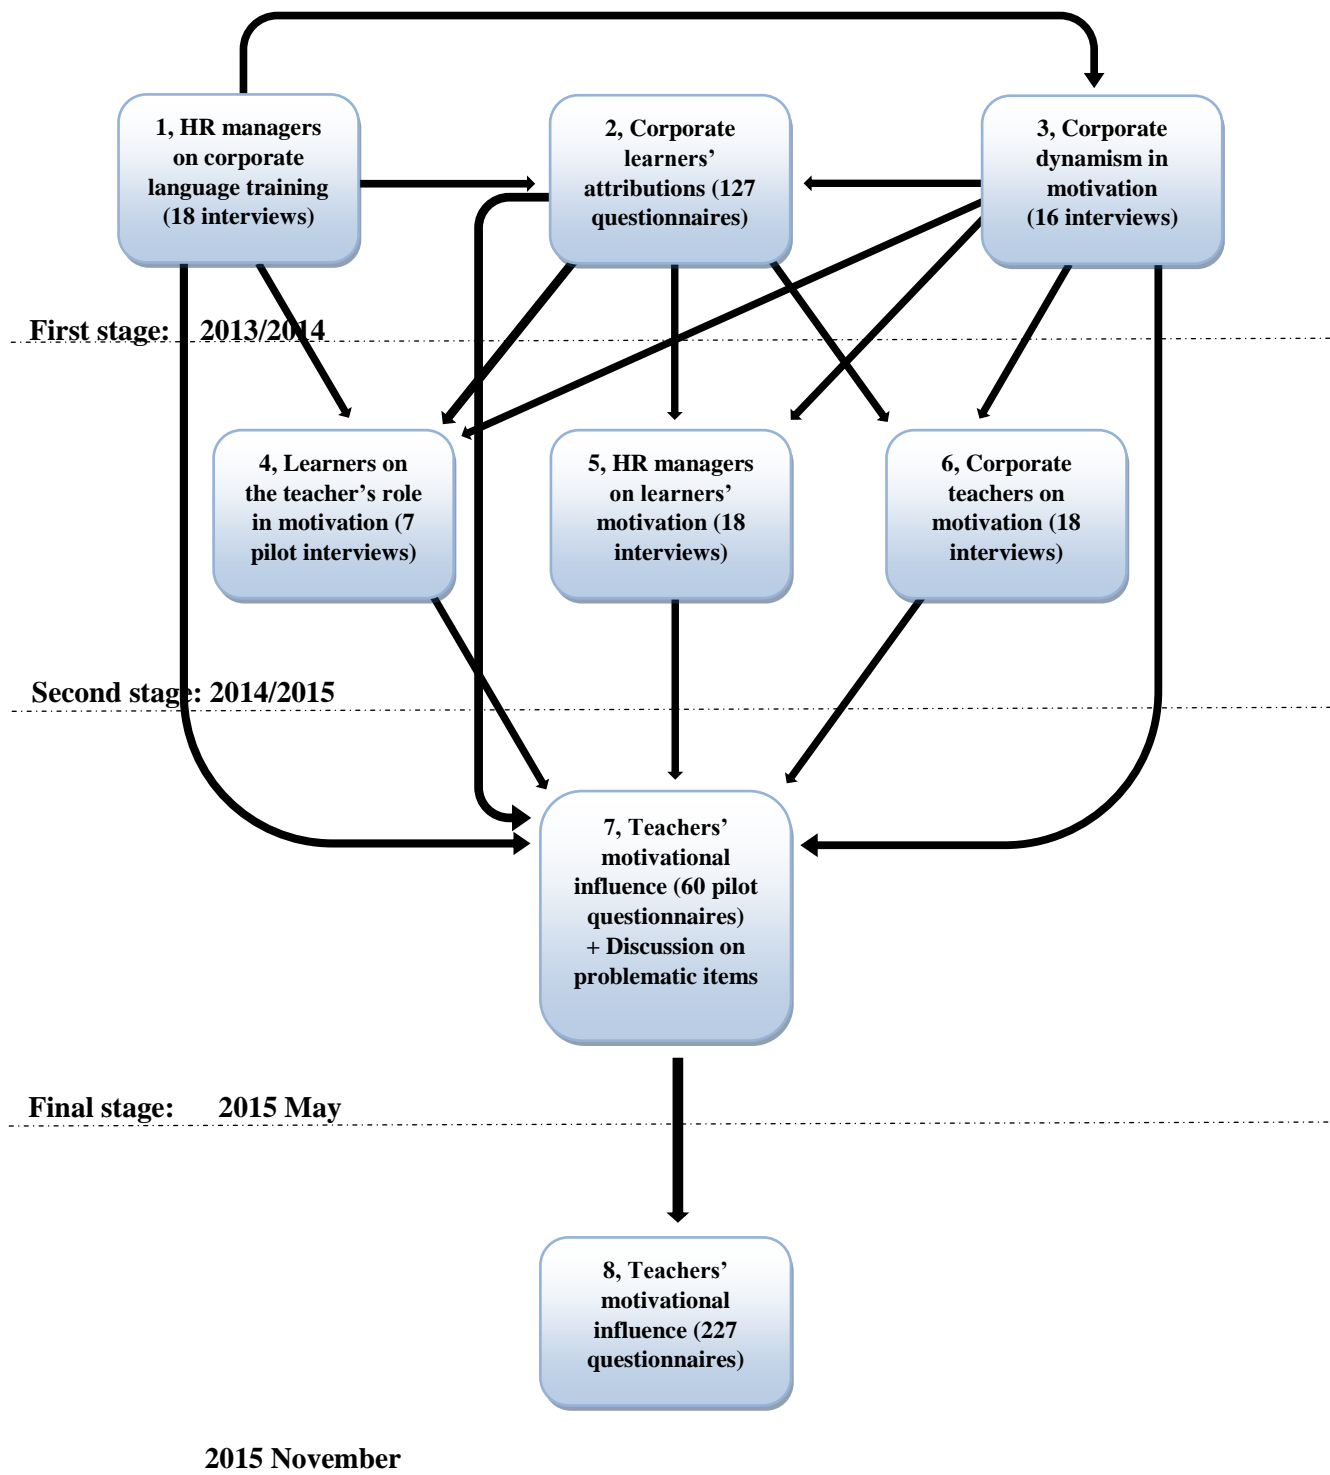 1, HR managers
on corporate
language training
(18 interviews)
2, Corporate
learners’
attributions (127
questionnaires)
3, Corporate
dynamism in
motivation
(16 interviews)
First stage: 2013/2014
4, Learners on
the teacher’s role
in motivation (7
pilot interviews)
5, HR managers
on learners’
motivation (18
interviews)
6, Corporate
teachers on
motivation (18
interviews)
Second stage: 2014/2015
7, Teachers’
motivational
influence (60 pilot
questionnaires)
+ Discussion on
problematic items
Final stage: 2015 May
8, Teachers’
motivational
influence (227
questionnaires)
2015 November